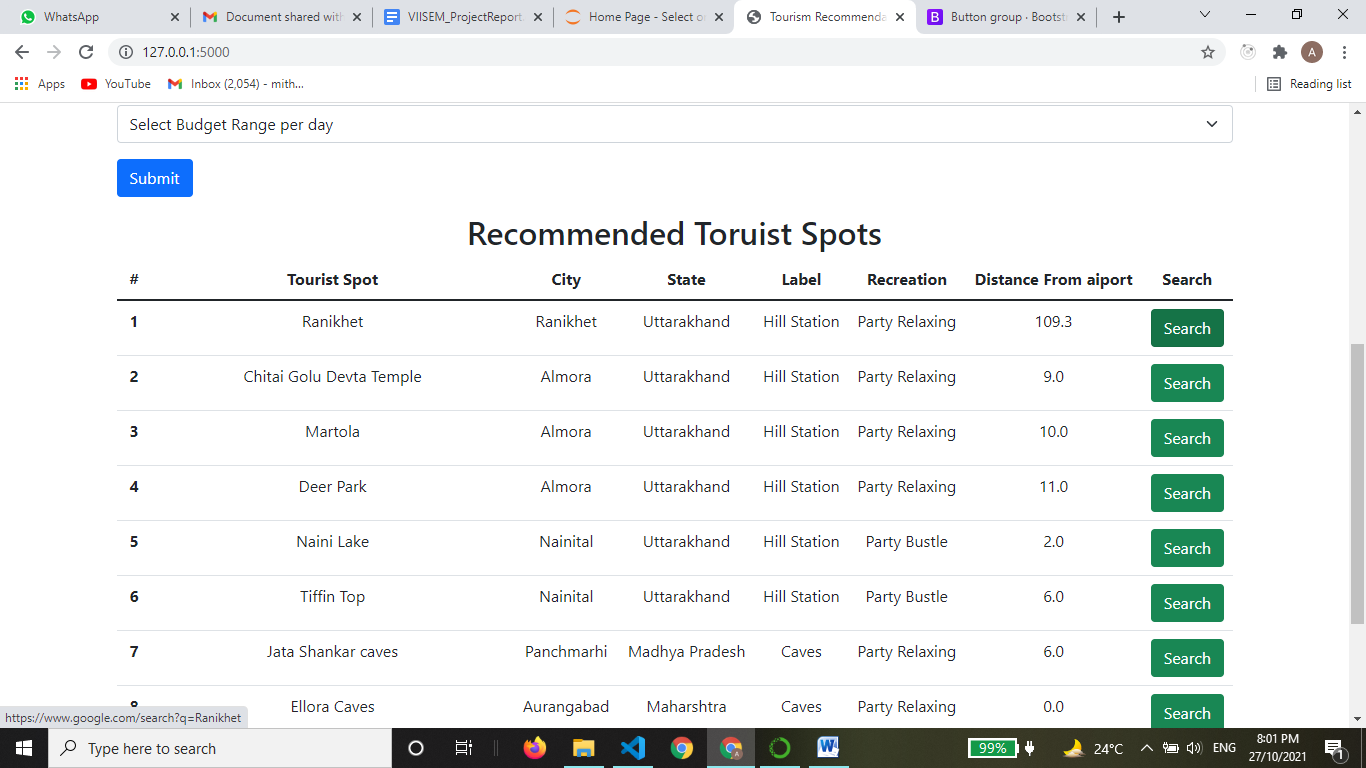 WhatsApp
Document shared with
VIISEM_ProjectReport
Home Page - Select or
Tourism Recommenda
Button group · Bootst
127.0.0.1:5000
A
Apps
YouTube
Inbox (2,054) - mith...
Reading list
Select Budget Range per day
Submit
Recommended Toruist Spots
# Tourist Spot City State Label Recreation Distance From aiport Search
1 Ranikhet Ranikhet Uttarakhand Hill Station Party Relaxing 109.3 Search
2 Chitai Golu Devta Temple Almora Uttarakhand Hill Station Party Relaxing 9.0 Search
3 Martola Almora Uttarakhand Hill Station Party Relaxing 10.0 Search
4 Deer Park Almora Uttarakhand Hill Station Party Relaxing 11.0 Search
5 Naini Lake Nainital Uttarakhand Hill Station Party Bustle 2.0 Search
6 Tiffin Top Nainital Uttarakhand Hill Station Party Bustle 6.0 Search
7 Jata Shankar caves Panchmarhi Madhya Pradesh Caves Party Relaxing 6.0 Search
8 Ellora Caves Aurangabad Maharshtra Caves Party Relaxing 0.0 Search
https://www.google.com/search?q=Ranikhet
Type here to search
99%
24°C
ENG
8:01 PM
27/10/2021
1